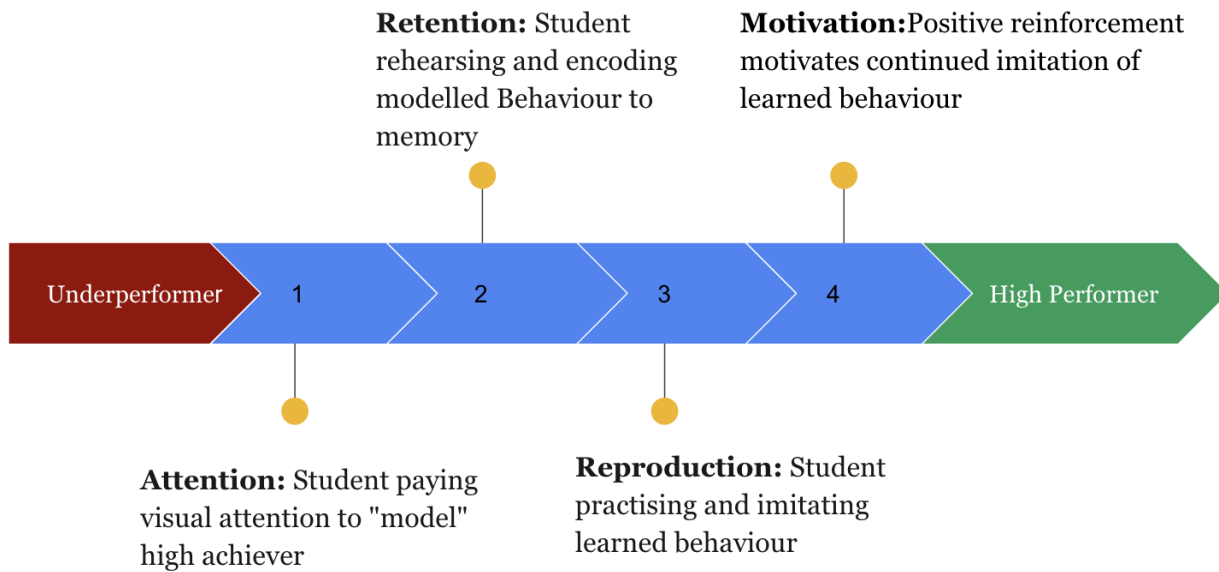 Retention: Student
rehearsing and encoding
modelled Behaviour to
memory
Motivation:Positive reinforcement
motivates continued imitation of
learned behaviour
Underperformer
1
2
3
4
High Performer
Attention: Student paying
visual attention to "model"
high achiever
Reproduction: Student
practising and imitating
learned behaviour